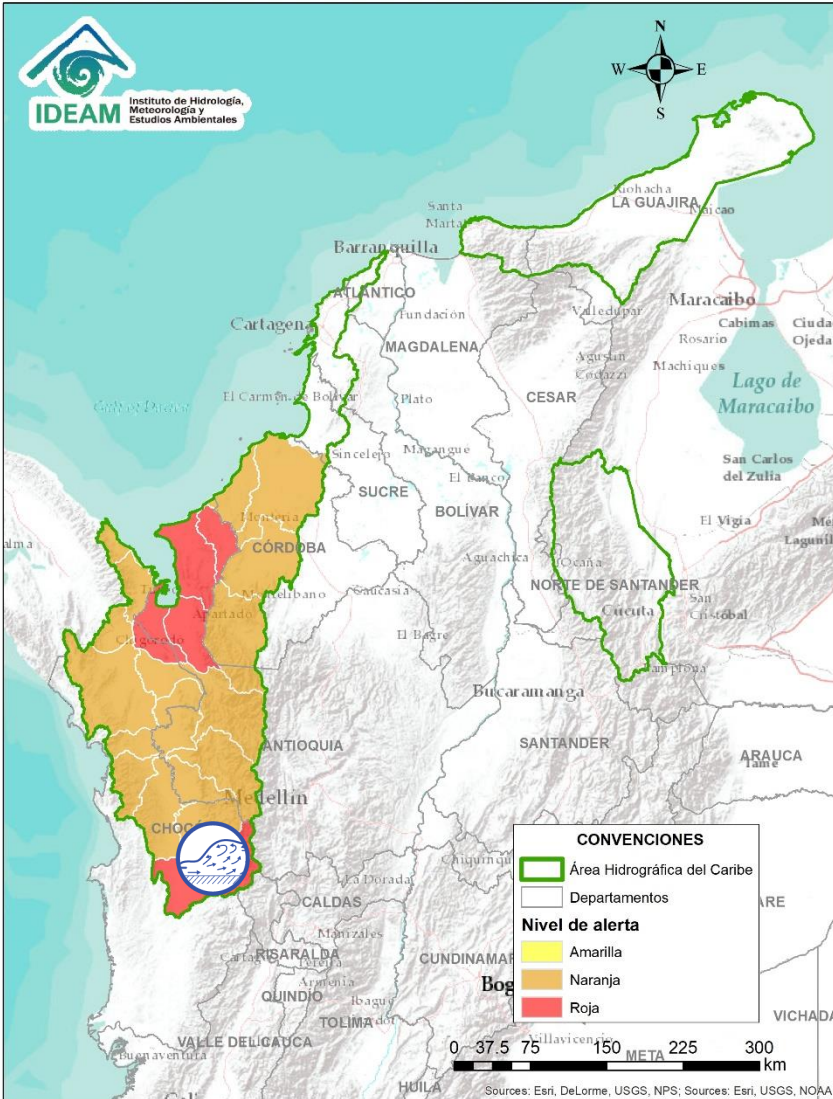 IDEAM
Instituto de Hidrología,
Meteorología y
Estudios Ambientales
N
W
E
S
Riohacha
LA GUAJIRA
Maicao
Santa
Marta
Barranquilla
ATLÁNTICO
Fundación
Valledupar
Maracaibo
Cabimas
Ciudad
Ojeda
Rosario
Cartagena
MAGDALENA
Agustín
Codazzi
Machiques
CESAR
Lago de
Maracaibo
El Carmen de Bolívar
Plato
Sincelejo
Magangue
San Carlos
del Zulia
SUCRE
El Banco
BOLÍVAR
Montería
El Vigía
CÓRDOBA
Aguachica
Ocaña
NORTE DE SANTANDER
Cúcuta
San
Cristóbal
Caucasia
Apartado
Chigorodó
El Bagre
Pamplona
Bucaramanga
ANTIOQUIA
SANTANDER
ARAUCA
Tame
Medellín
CHOCÓ
La Dorada
CALDAS
Manizales
RISARALDA
Pereira
Armenia
QUINDÍO
Ibague
TOLIMA
VALLE DEL CAUCA
Buenaventura
HUILA
VICHADA
Villavicencio
META
CONVENCIONES
Área Hidrográfica del Caribe
Departamentos
Nivel de alerta
Amarilla
Naranja
Roja
0 37.5 75 150 225 300
km
Sources: Esri, DeLorme, USGS, NPS; Sources: Esri, USGS, NOAA